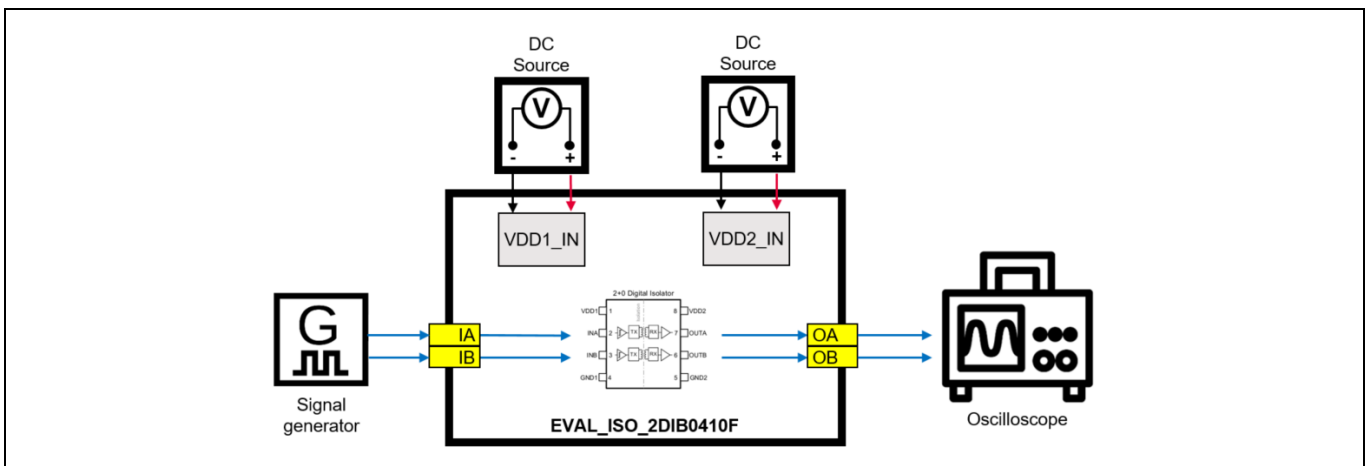 DC
Source
DC
Source
V
V
- +
- +
VDD1_IN
VDD2_IN
2+0 Digital Isolator
Isolation
VDD1 1
8 VDD2
INA 2
TX
RX
7 OUTA
INB 3
TX
RX
6 OUTB
GND1 4
5 GND2
G
IA
IB
OA
OB
Signal
generator
Oscilloscope
EVAL_ISO_2DIB0410F